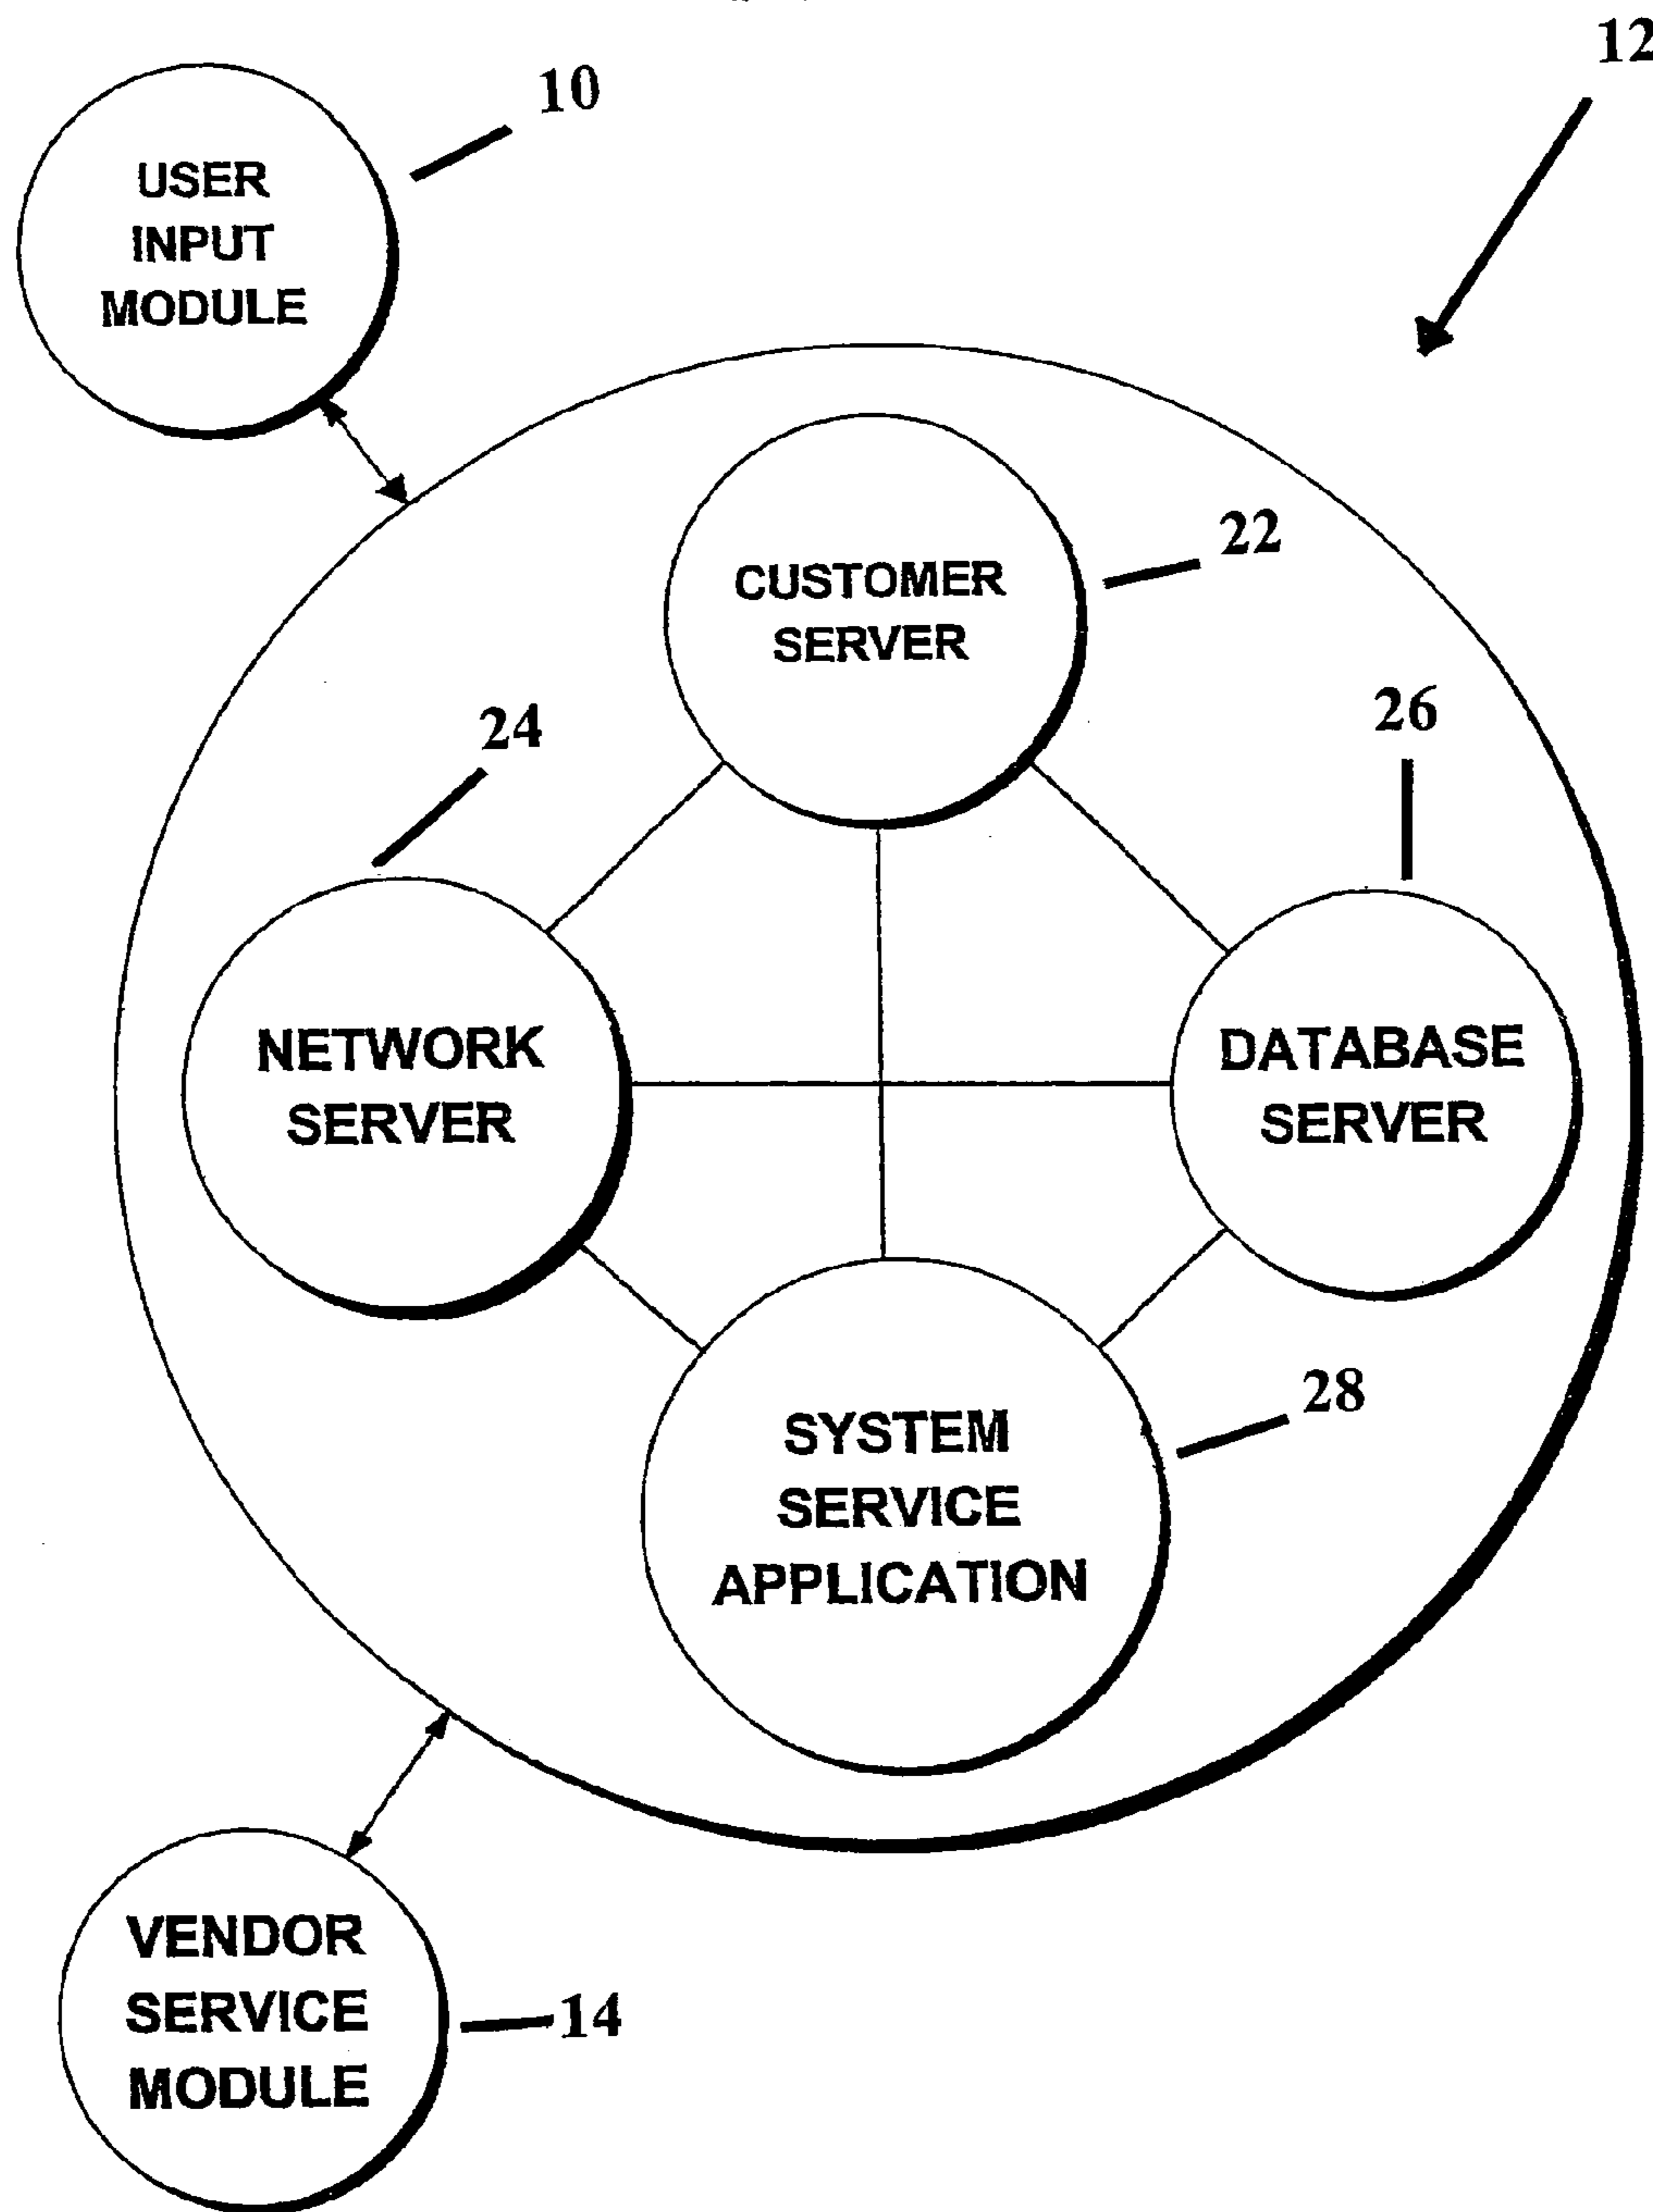 12
10
USER
INPUT
MODULE
22
CUSTOMER
SERVER
24
26
NETWORK
SERVER
DATABASE
SERVER
28
SYSTEM
SERVICE
APPLICATION
VENDOR
SERVICE
MODULE
14